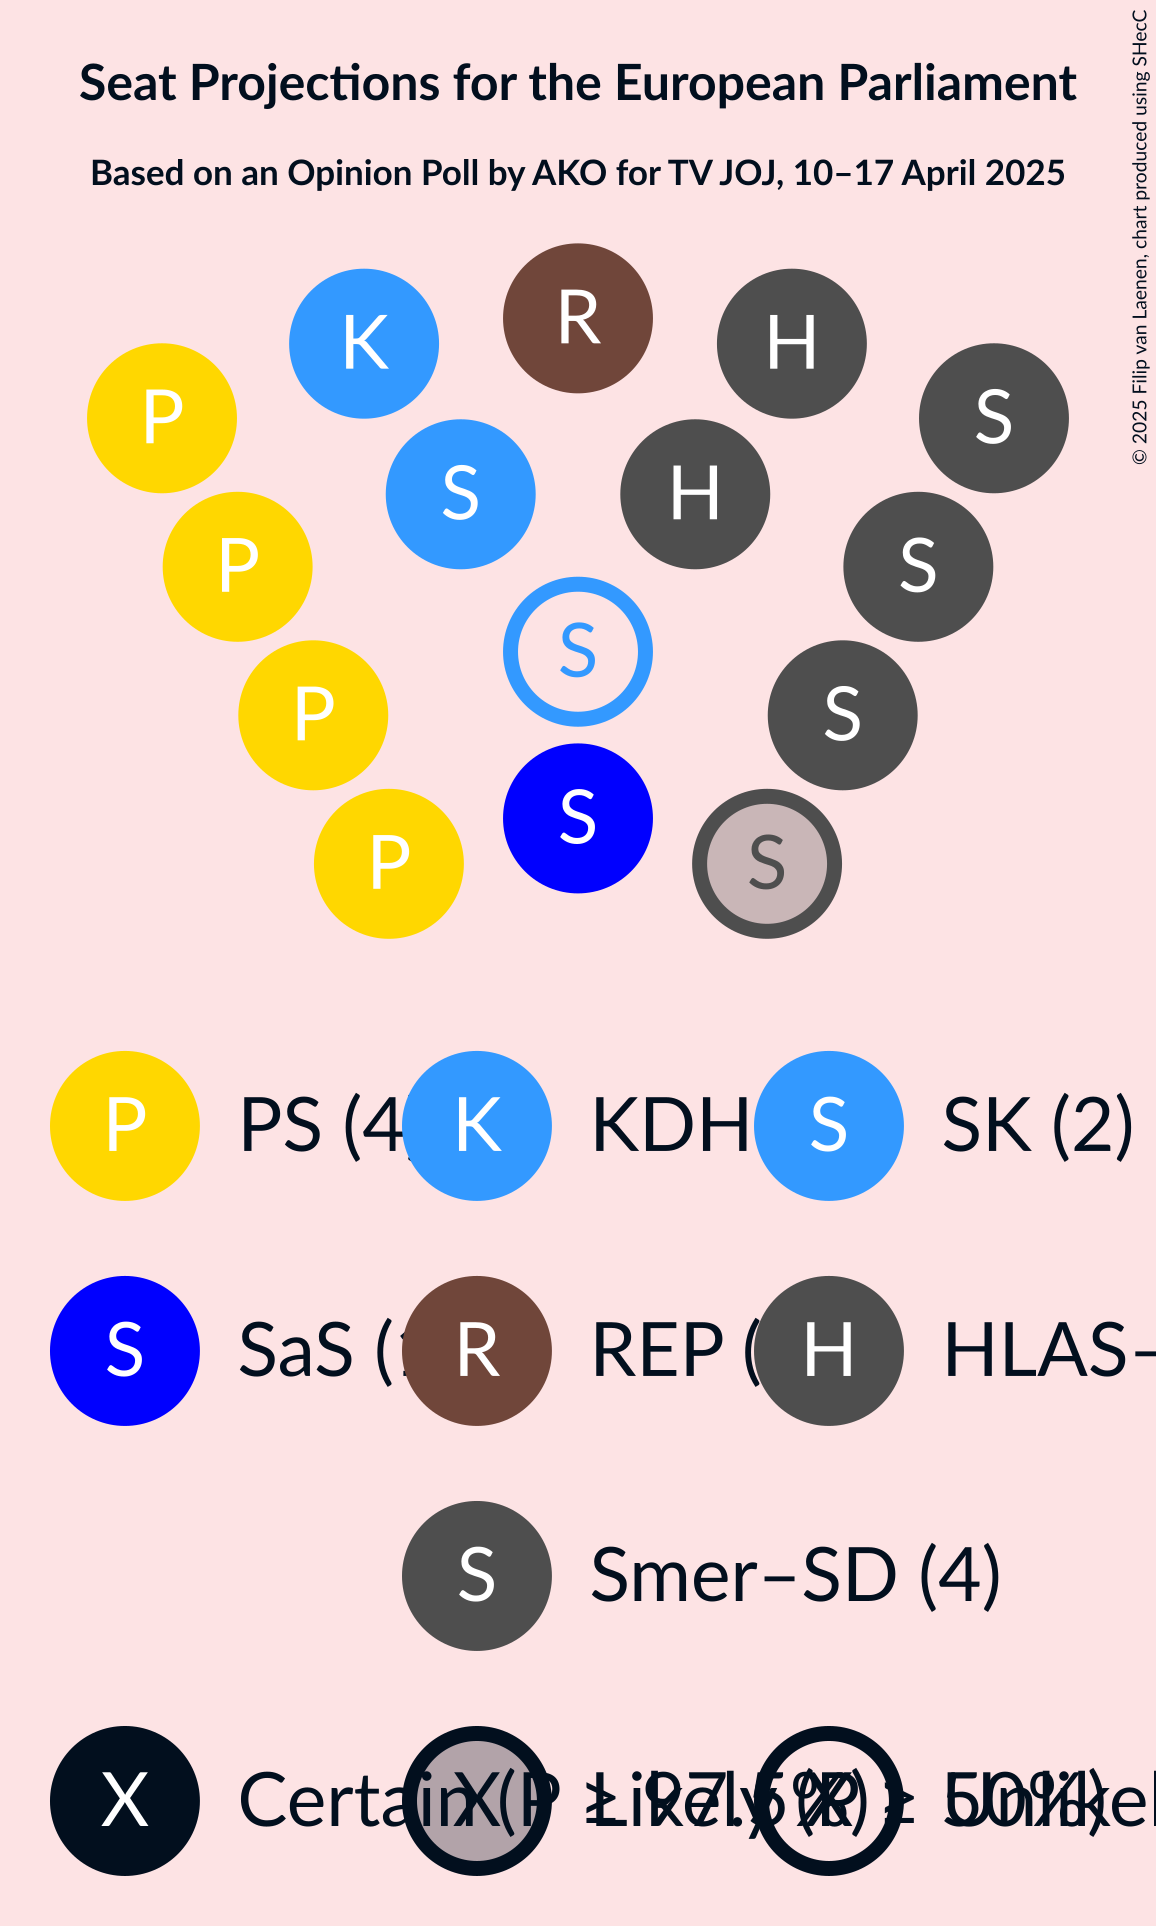 Seat Projections for the European Parliament
Based on an Opinion Poll by AKO for TV JOJ, 10–17 April 2025
© 2025 Filip van Laenen, chart produced using SHecC
K R H
P S
S H
P S
S
P S
S
P S
P PS (4 K KDH S SK (2)
S SaS ( R REP ( H HLAS–
S Smer–SD (4)
X Certain (P ≥ 97.5%) X Likely (P ≥ 50%) X